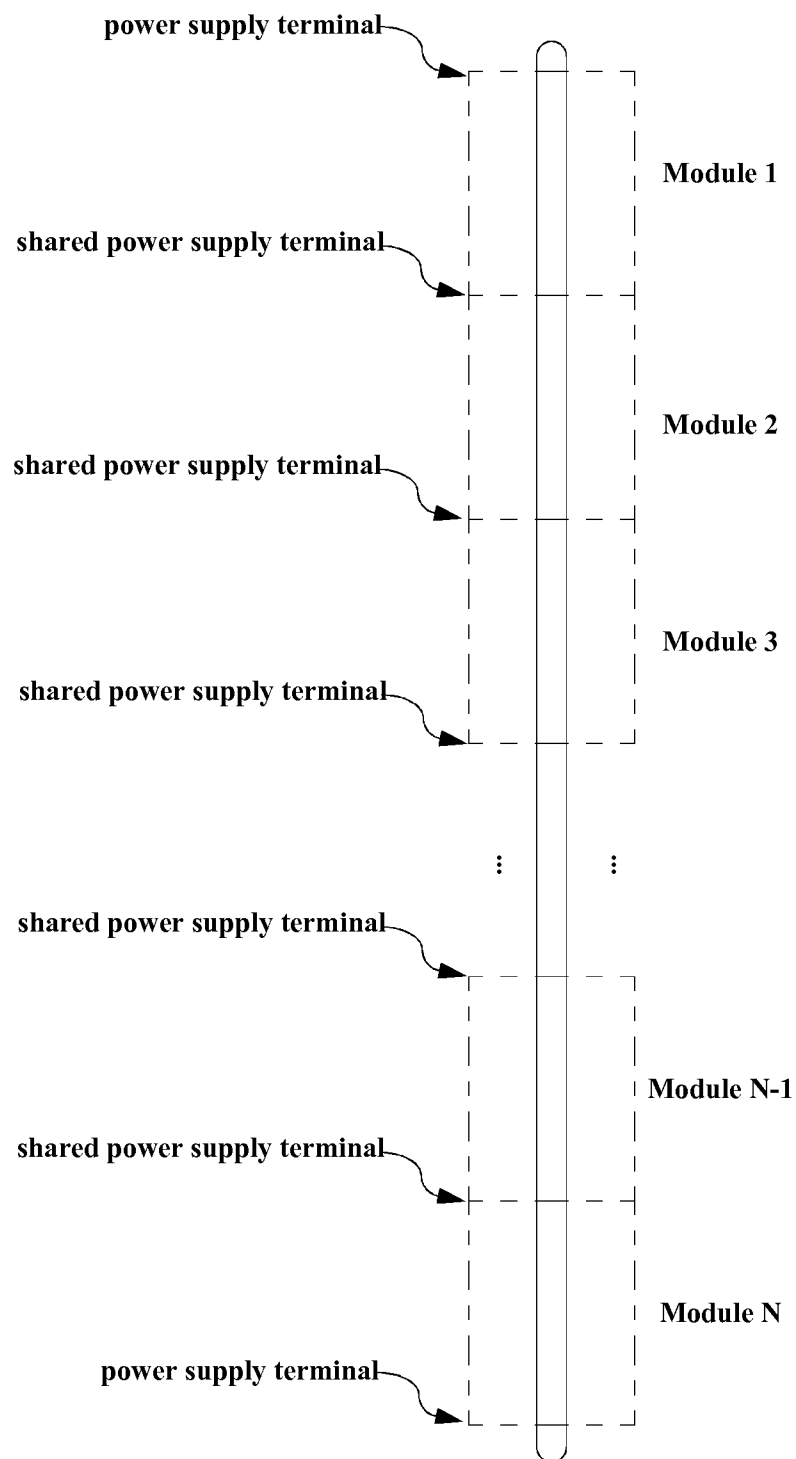 power supply terminal
Module 1
shared power supply terminal
Module 2
shared power supply terminal
Module 3
shared power supply terminal
...
...
shared power supply terminal
Module N-1
shared power supply terminal
Module N
power supply terminal